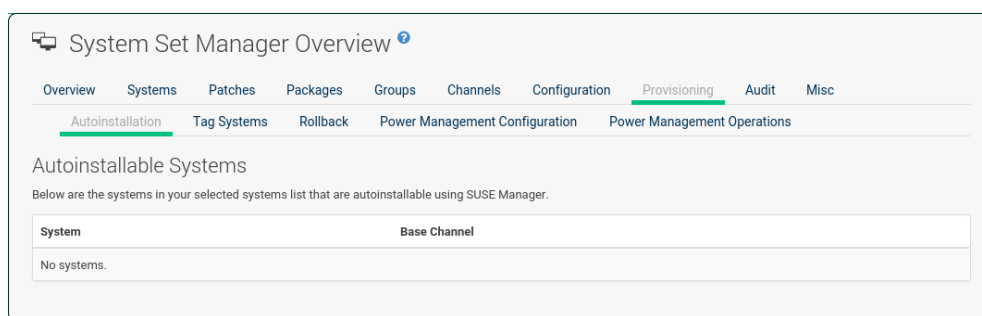 System Set Manager Overview ?
Overview Systems Patches Packages Groups Channels Configuration Provisioning Audit Misc
Autoinstallation Tag Systems Rollback Power Management Configuration Power Management Operations
Autoinstallable Systems
Below are the systems in your selected systems list that are autoinstallable using SUSE Manager.
System Base Channel
No systems.